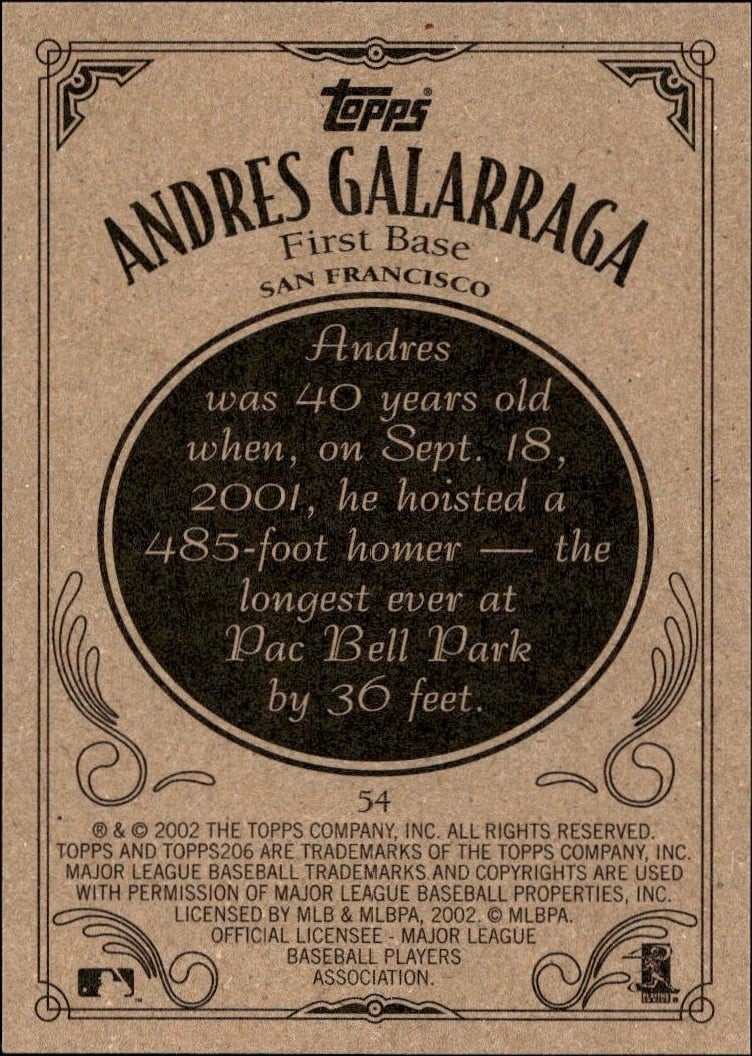 Topps®
ANDRES GALARRAGA
First Base
SAN FRANCISCO
Andres
was 40 years old
when, on Sept. 18,
2001, he hoisted a
485-foot homer — the
longest ever at
Pac Bell Park
by 36 feet.
54
® & © 2002 THE TOPPS COMPANY, INC. ALL RIGHTS RESERVED.
TOPPS AND TOPPS206 ARE TRADEMARKS OF THE TOPPS COMPANY, INC.
MAJOR LEAGUE BASEBALL TRADEMARKS AND COPYRIGHTS ARE USED
WITH PERMISSION OF MAJOR LEAGUE BASEBALL PROPERTIES, INC.
LICENSED BY MLB & MLBPA, 2002. © MLBPA.
OFFICIAL LICENSEE - MAJOR LEAGUE
BASEBALL PLAYERS
ASSOCIATION.